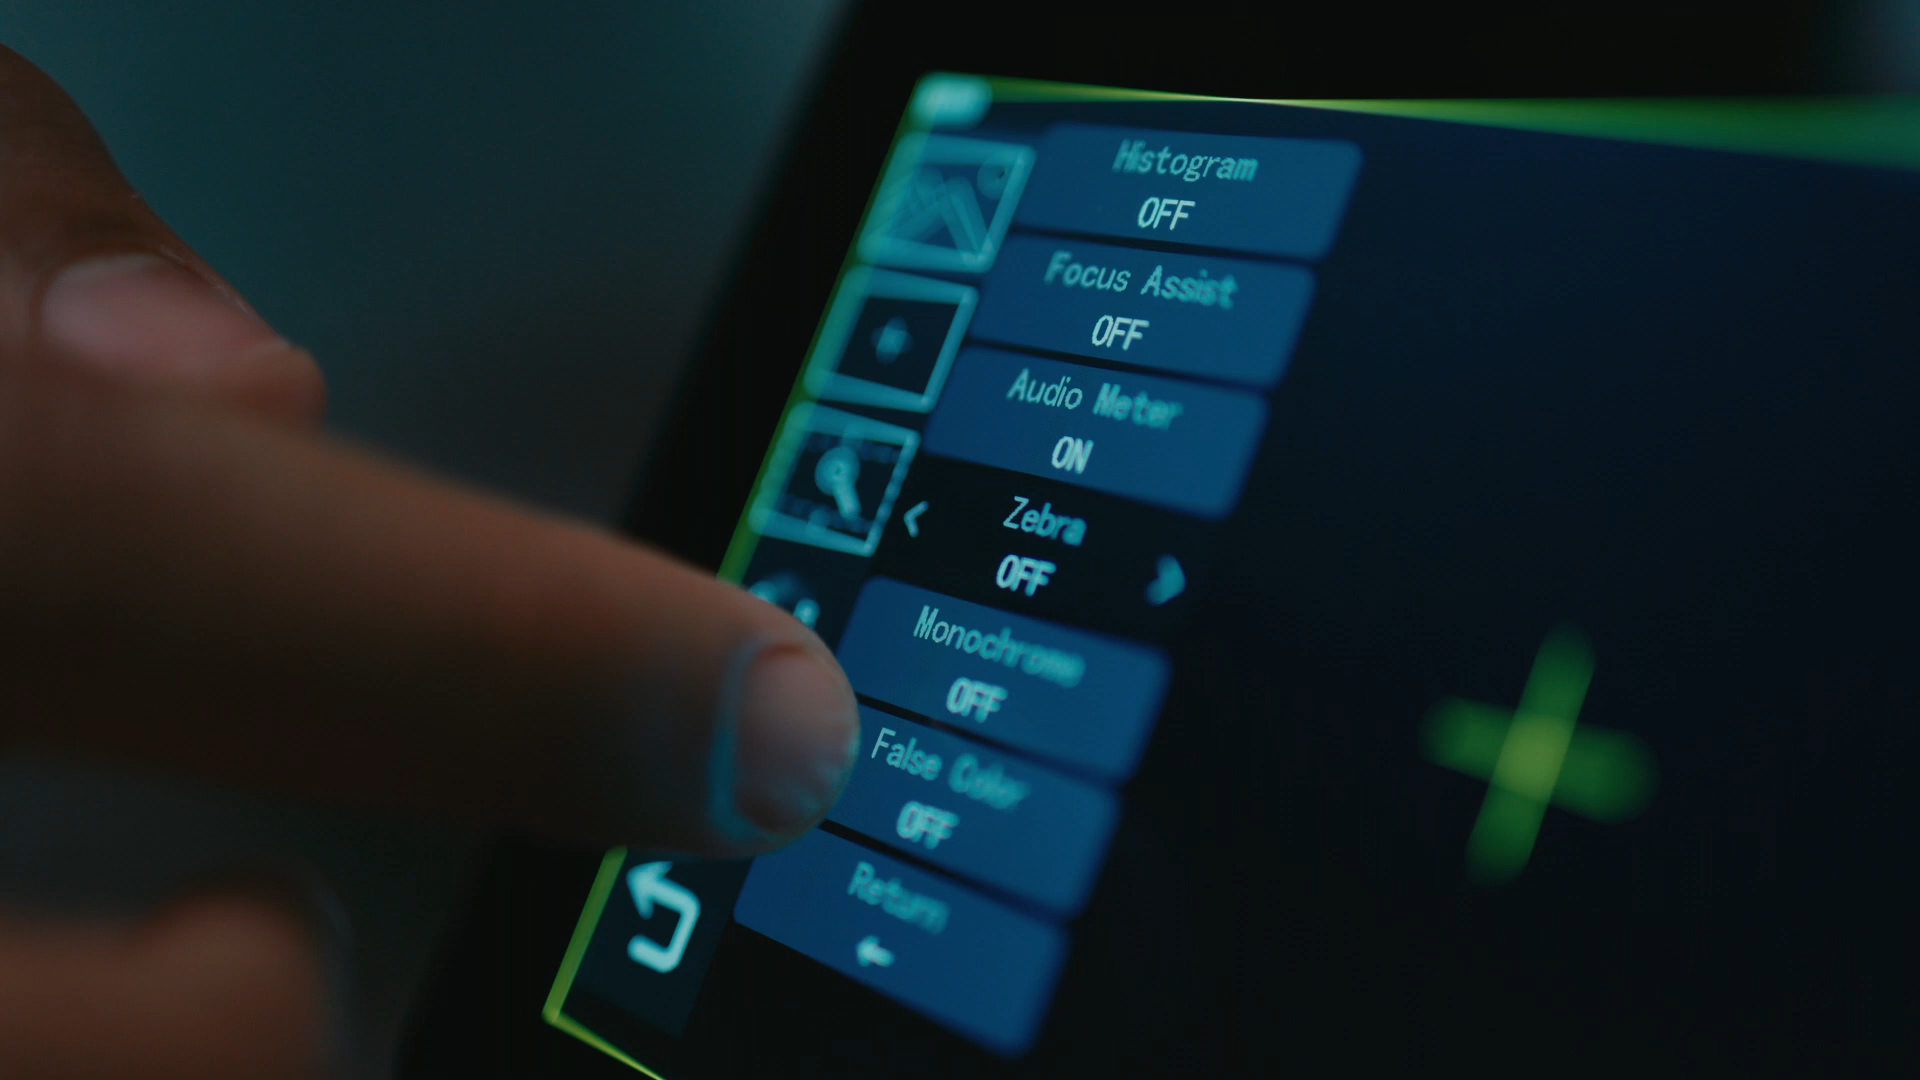 Histogram
OFF
Focus Assist
OFF
Audio Meter
ON
Zebra
OFF
Monochrome
OFF
False Color
OFF
Return